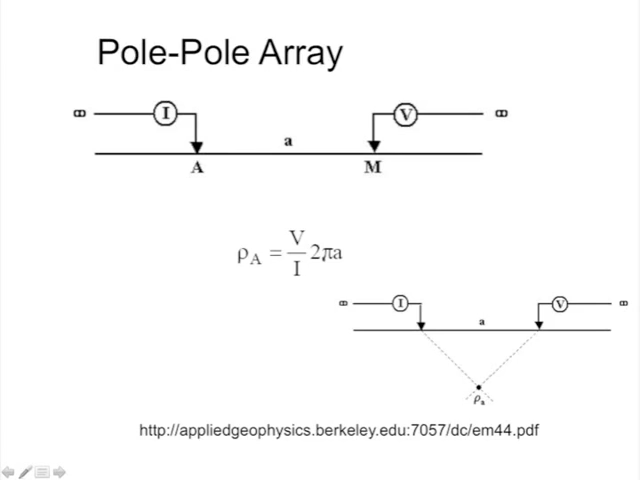 Pole-Pole Array
∞ I V ∞
a
A M
ρA = V/I 2πa
∞ I V ∞
a
ρa
http://appliedgeophysics.berkeley.edu:7057/dc/em44.pdf